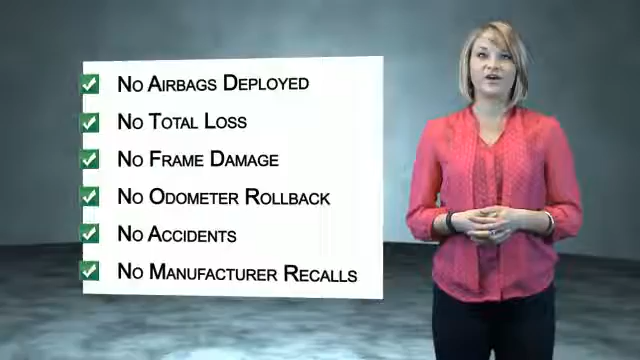 No Airbags Deployed
No Total Loss
No Frame Damage
No Odometer Rollback
No Accidents
No Manufacturer Recalls